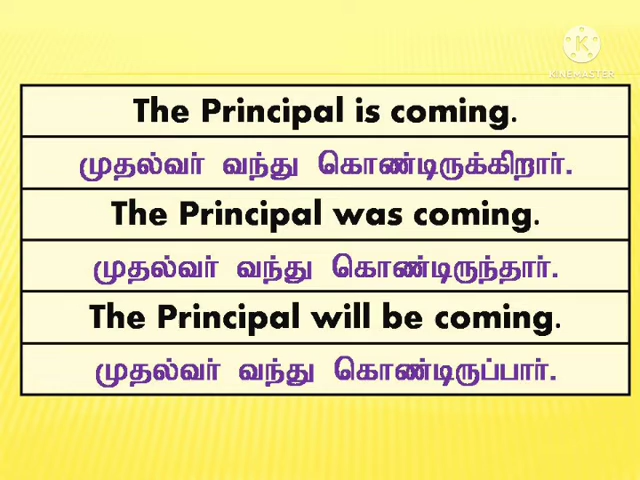 K
KINEMASTER
The Principal is coming.
முதல்வர் வந்து கொண்டிருக்கிறார்.
The Principal was coming.
முதல்வர் வந்து கொண்டிருந்தார்.
The Principal will be coming.
முதல்வர் வந்து கொண்டிருப்பார்.